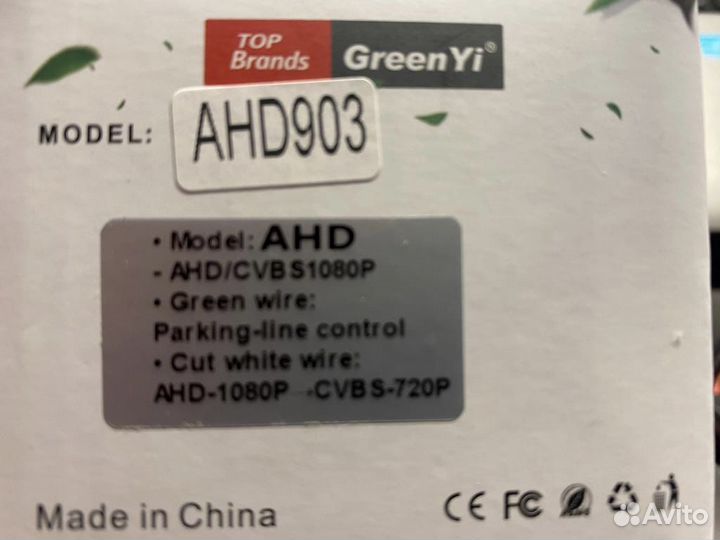 TOP
Brands
GreenYi®
MODEL:
AHD903
• Model: AHD
- AHD/CVBS1080P
• Green wire:
Parking-line control
• Cut white wire:
AHD-1080P→CVBS-720P
Made in China
CE FC
Avito